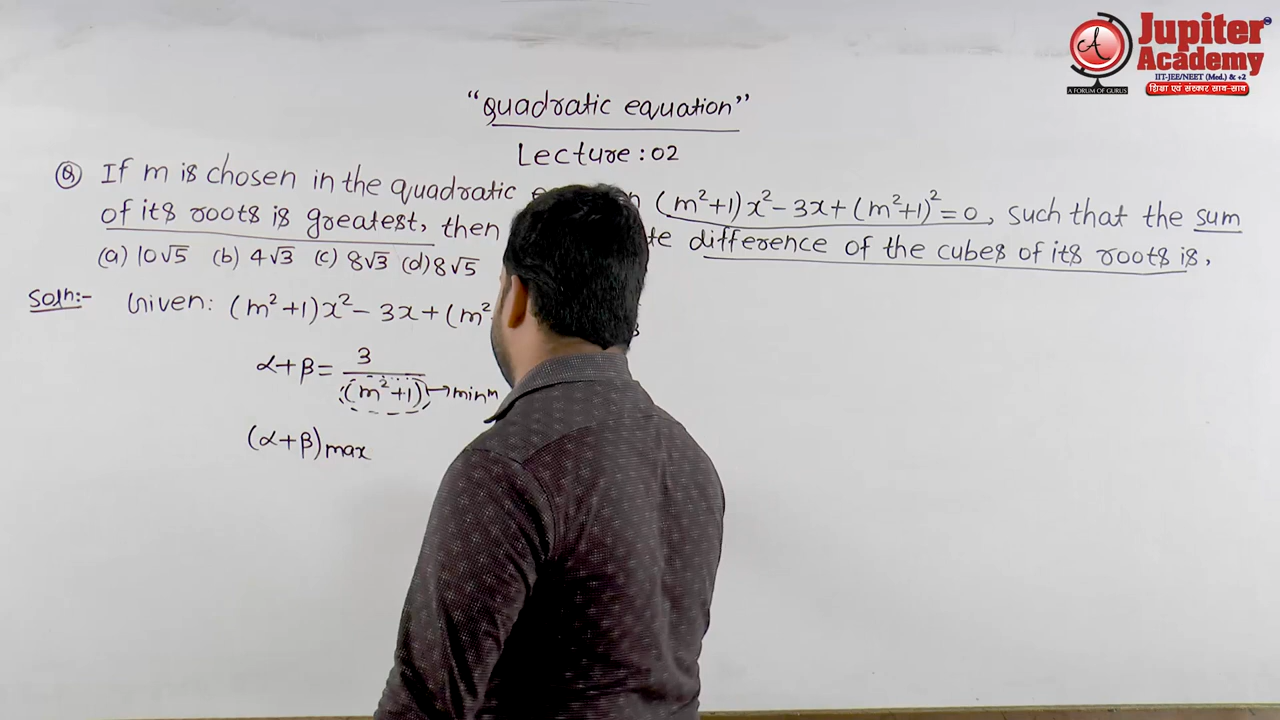 Jupiter
Academy
IIT-JEE/NEET (Med.) & +2
A FORUM OF GURUS
शिक्षा एवं संस्कार साथ-साथ
"Quadratic equation"
Lecture: 02
Q If m is chosen in the quadratic (m²+1)x²-3x+(m²+1)²=0, such that the sum
of its roots is greatest, then difference of the cubes of its roots is,
(a) 10√5 (b) 4√3 (c) 8√3 (d) 8√5
Soln:- Given: (m²+1)x²-3x+(m²
α+β= 3/(m²+1) → minm
(α+β)max